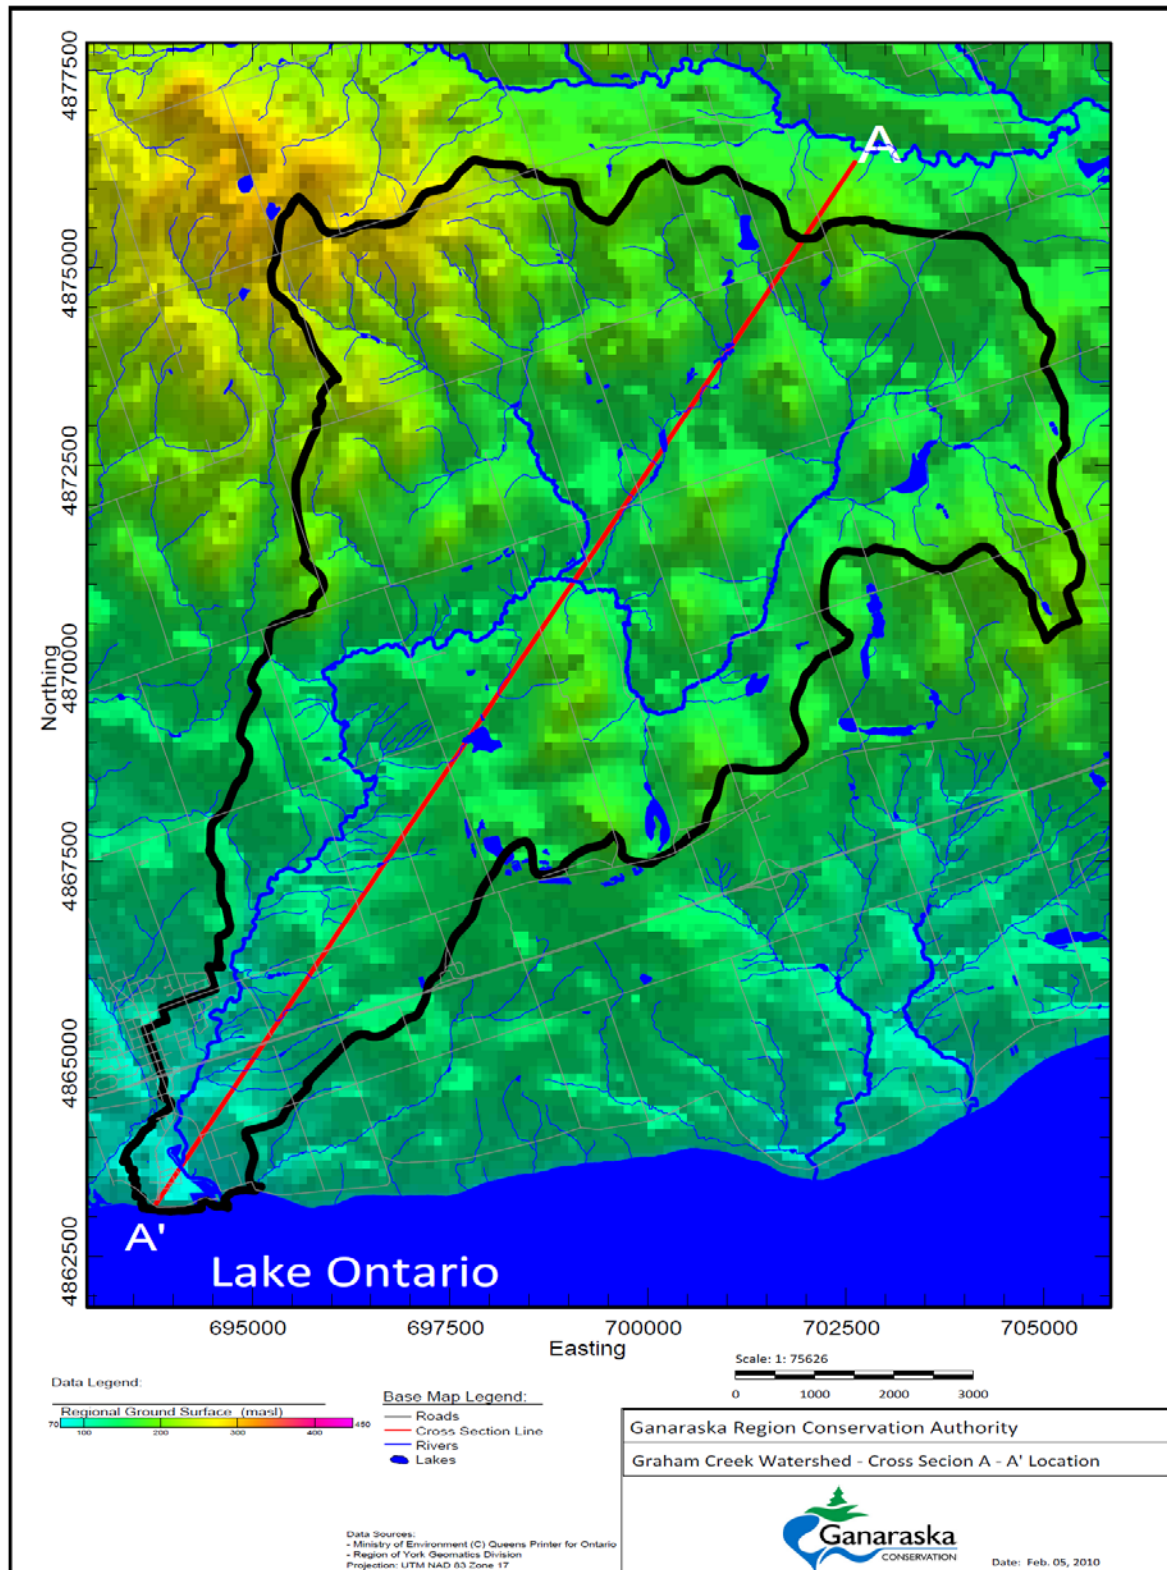 4877500
4875000
4872500
4870000
4867500
4865000
4862500
Northing
A
A'
Lake Ontario
695000 697500 700000 702500 705000
Easting
Scale: 1: 75626
0 1000 2000 3000
Data Legend:
Regional Ground Surface (masl)
70 100 200 300 400 450
Base Map Legend:
Roads
Cross Section Line
Rivers
Lakes
Data Sources:
- Ministry of Environment (C) Queens Printer for Ontario
- Region of York Geomatics Division
Projection: UTM NAD 83 Zone 17
Ganaraska Region Conservation Authority
Graham Creek Watershed - Cross Secion A - A' Location
Ganaraska
CONSERVATION
Date: Feb. 05, 2010